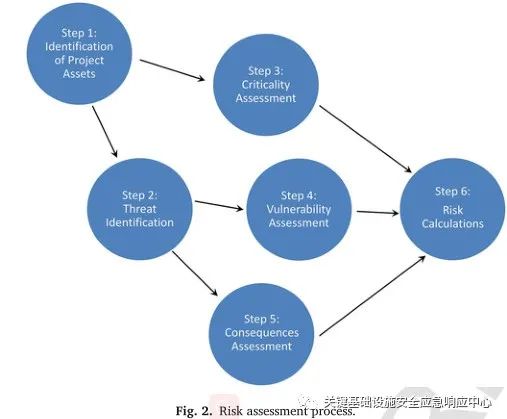 Step 1:
Identification
of Project
Assets
Step 3:
Criticality
Assessment
Step 2:
Threat
Identification
Step 4:
Vulnerability
Assessment
Step 6:
Risk
Calculations
Step 5:
Consequences
Assessment
关键基础设施安全应急响应中心
Fig. 2. Risk assessment process.